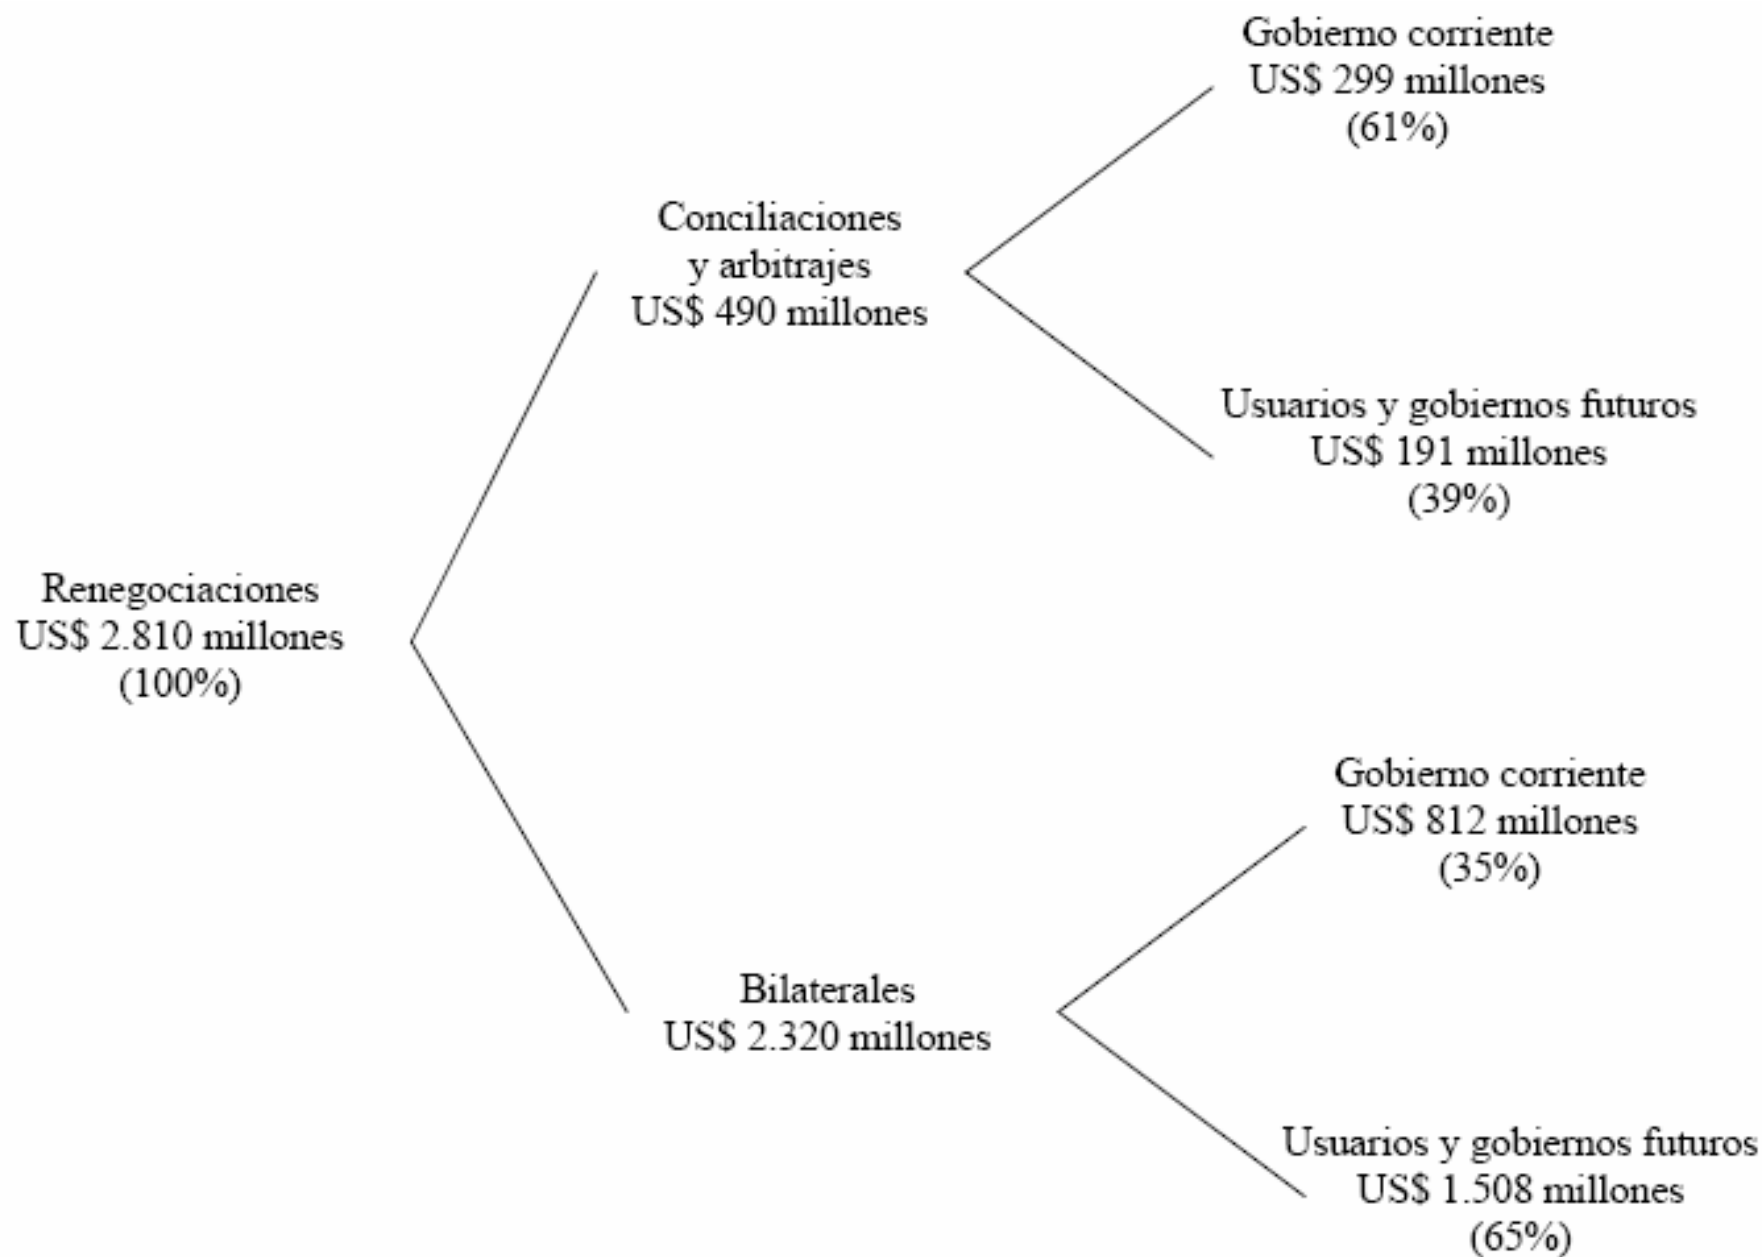 Gobierno corriente
US$ 299 millones
(61%)
Conciliaciones
y arbitrajes
US$ 490 millones
Usuarios y gobiernos futuros
US$ 191 millones
(39%)
Renegociaciones
US$ 2.810 millones
(100%)
Gobierno corriente
US$ 812 millones
(35%)
Bilaterales
US$ 2.320 millones
Usuarios y gobiernos futuros
US$ 1.508 millones
(65%)